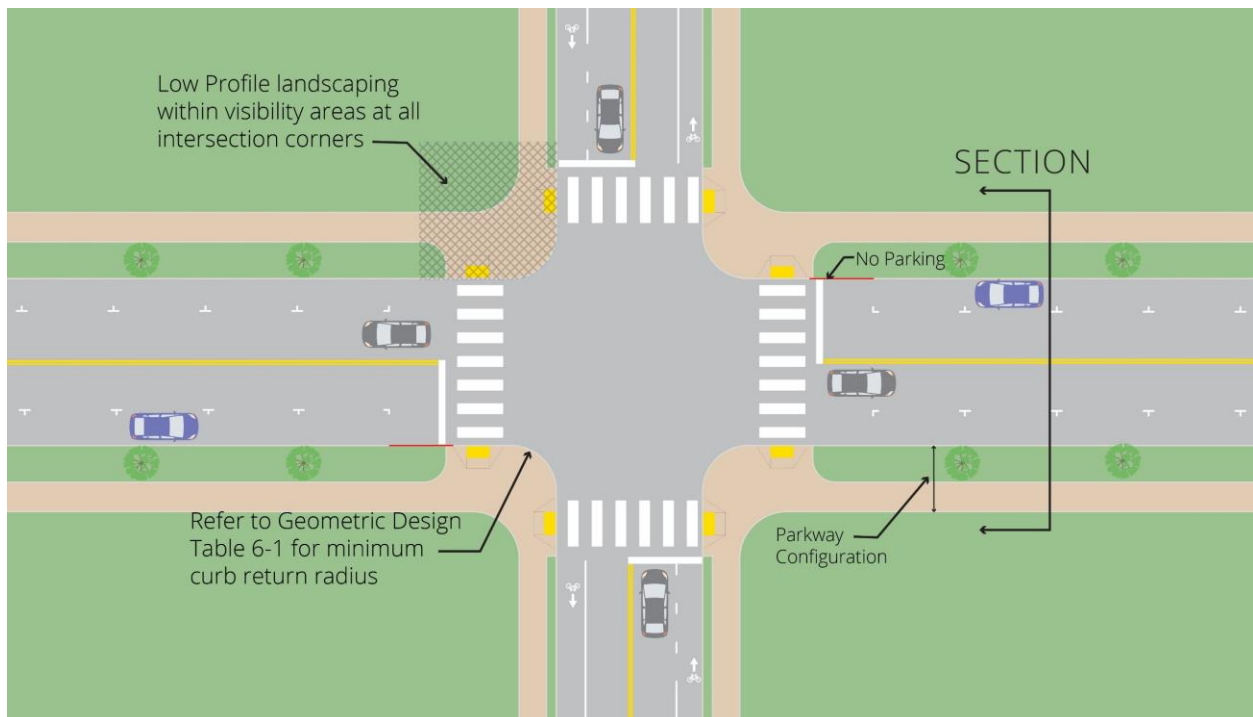 Low Profile landscaping
within visibility areas at all
intersection corners
SECTION
No Parking
Refer to Geometric Design
Table 6-1 for minimum
curb return radius
Parkway
Configuration